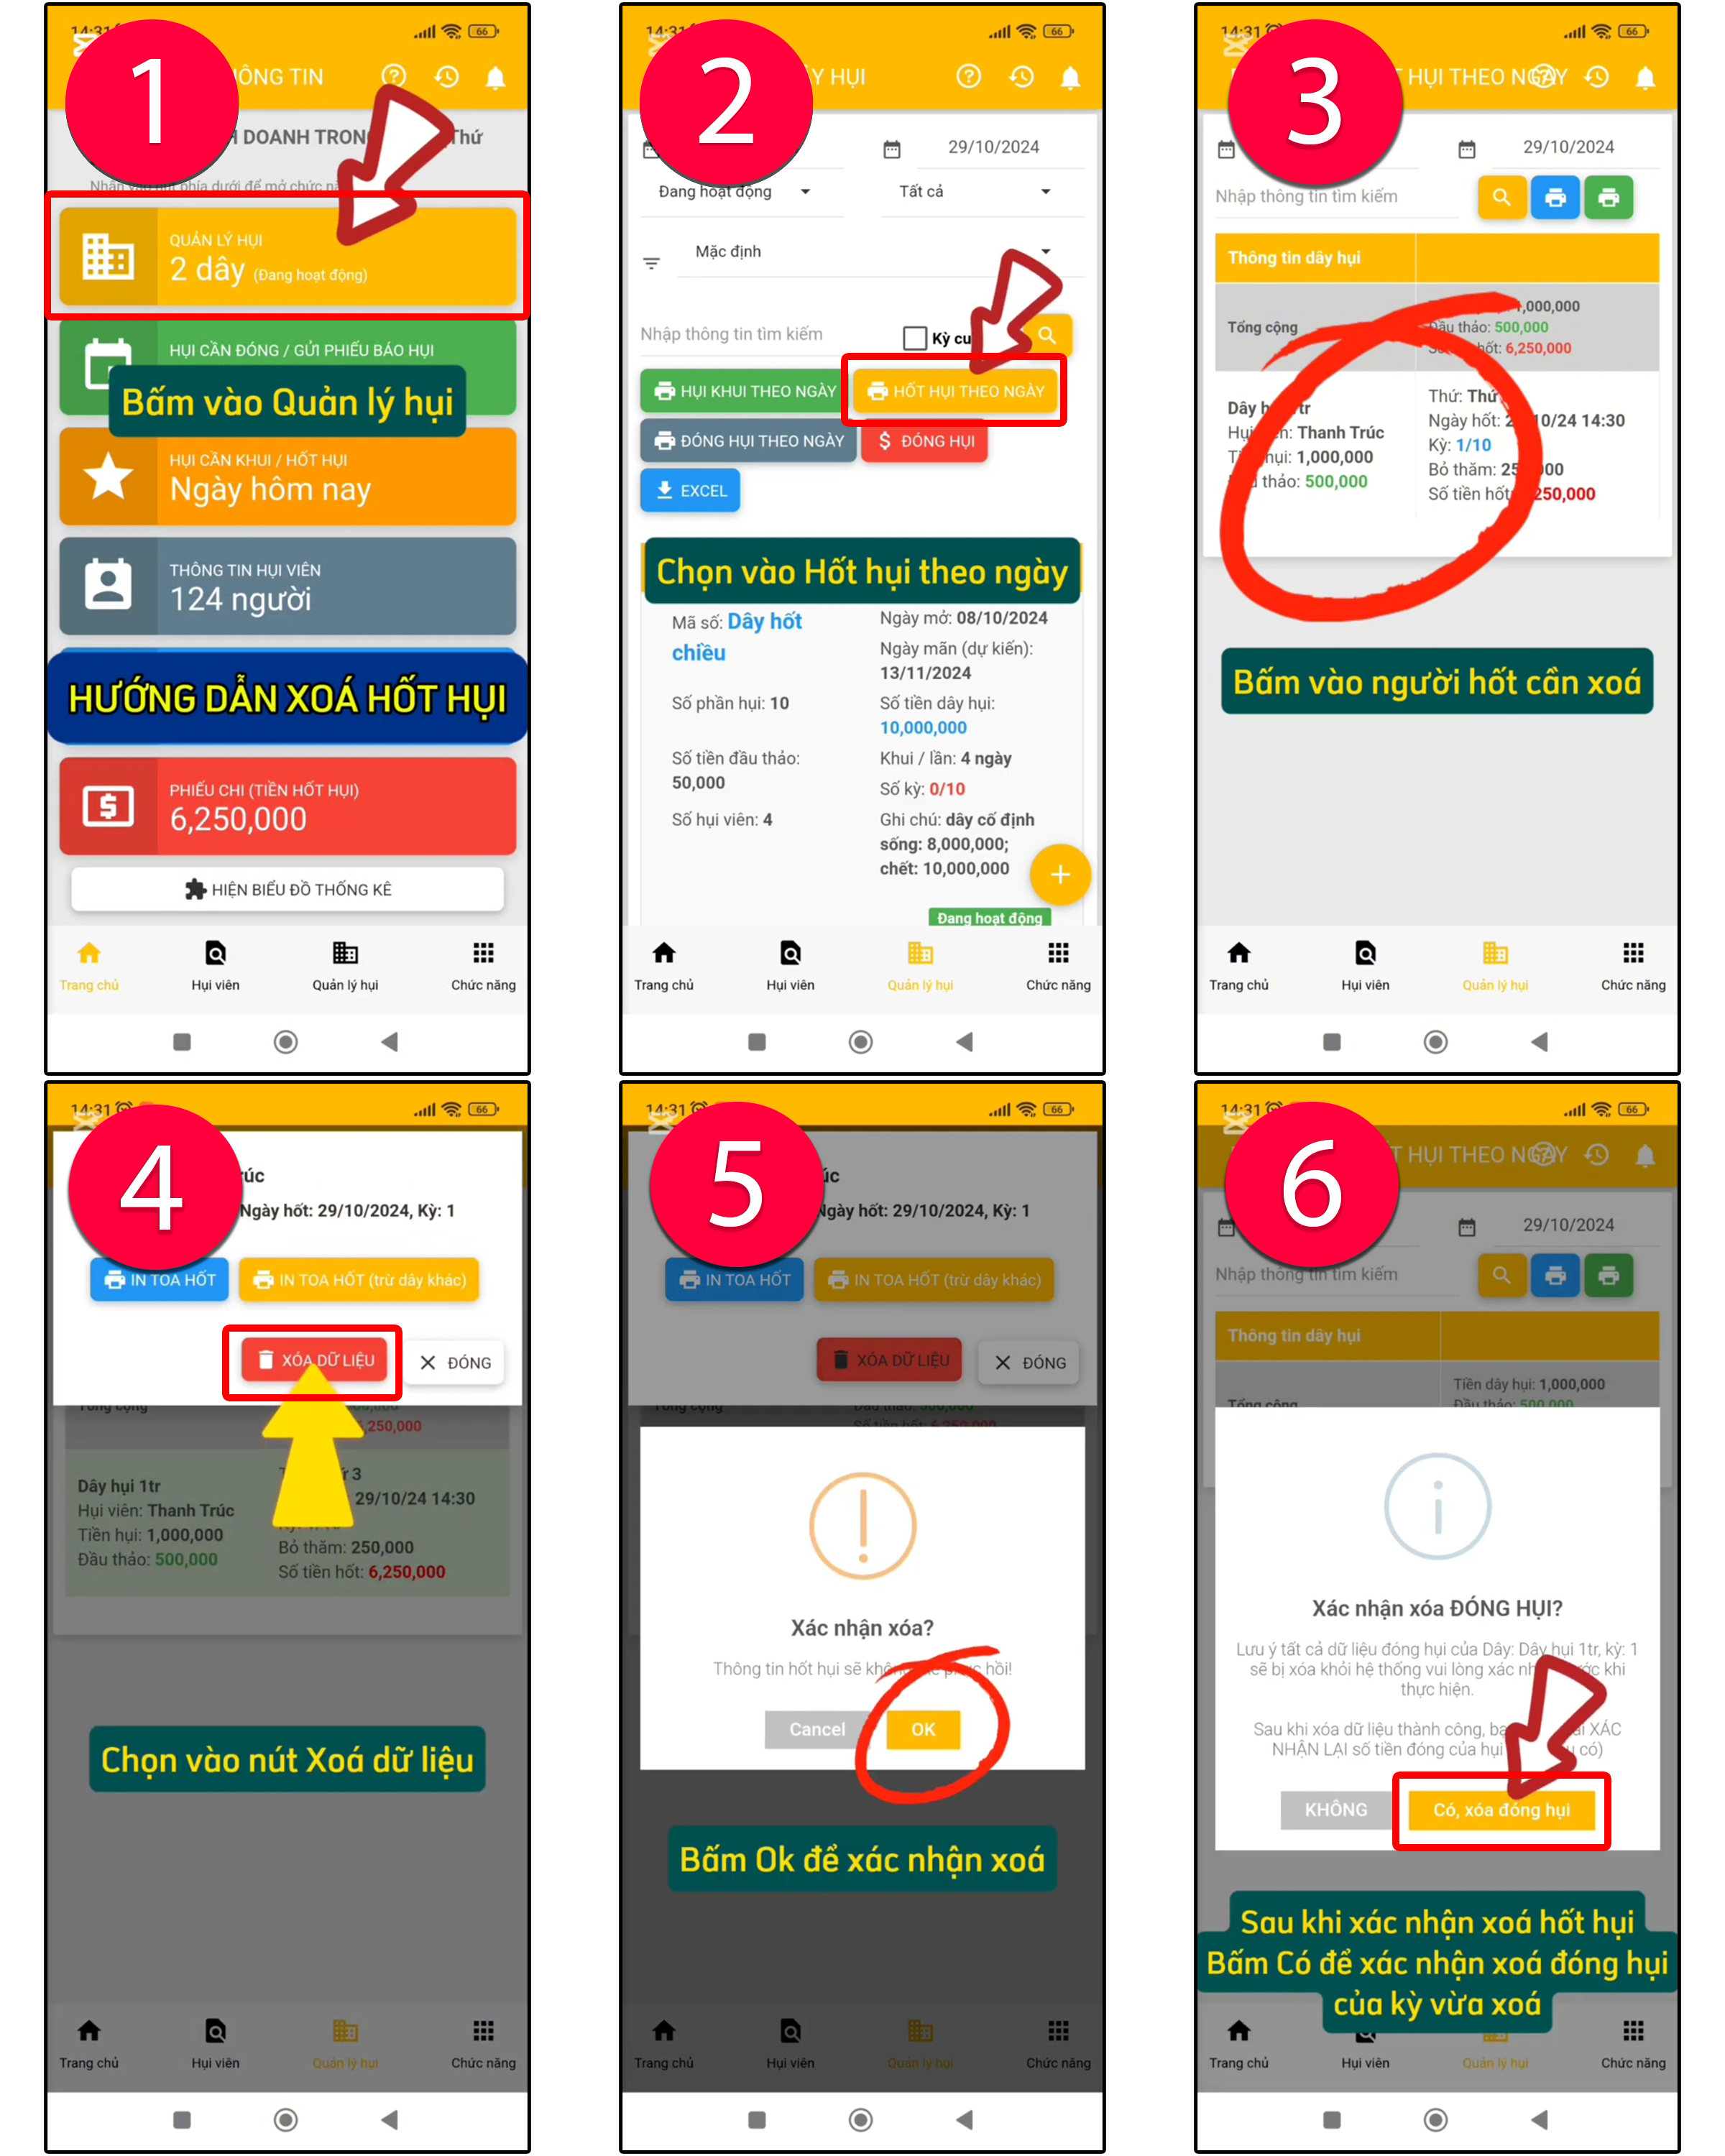 14:31
66
1
ÔNG TIN
DOANH TRONG
Thứ
Nhấn vào nút phía dưới để mở chức
QUẢN LÝ HỤI
2 dây (Đang hoạt động)
HỤI CẦN ĐÓNG / GỬI PHIẾU BÁO HỤI
Bấm vào Quản lý hụi
HỤI CẦN KHUI / HỐT HỤI
Ngày hôm nay
THÔNG TIN HỤI VIÊN
124 người
HƯỚNG DẪN XOÁ HỐT HỤI
PHIẾU CHI (TIỀN HỐT HỤI)
6,250,000
HIỆN BIỂU ĐỒ THỐNG KÊ
Trang chủ
Hụi viên
Quản lý hụi
Chức năng
14:31
66
2
Y HỤI
29/10/2024
Đang hoạt động
Tất cả
Mặc định
Nhập thông tin tìm kiếm
Kỳ cu
HỤI KHUI THEO NGÀY
HỐT HỤI THEO NGÀY
ĐÓNG HỤI THEO NGÀY
ĐÓNG HỤI
EXCEL
Chọn vào Hốt hụi theo ngày
Mã số: Dây hốt chiều
Ngày mở: 08/10/2024
Ngày mãn (dự kiến): 13/11/2024
Số phần hụi: 10
Số tiền dây hụi: 10,000,000
Số tiền đầu thảo: 50,000
Khui / lần: 4 ngày
Số kỳ: 0/10
Số hụi viên: 4
Ghi chú: dây cố định
sống: 8,000,000;
chết: 10,000,000
Đang hoạt động
Trang chủ
Hụi viên
Quản lý hụi
Chức năng
14:31
66
3
HỤI THEO NGÀY
29/10/2024
Nhập thông tin tìm kiếm
Thông tin dây hụi
Tổng cộng
,000,000
Đầu thảo: 500,000
hốt: 6,250,000
Dây h tr
Hụi n: Thanh Trúc
T hụi: 1,000,000
thảo: 500,000
Thứ: Thứ
Ngày hốt: 2 0/24 14:30
Kỳ: 1/10
Bỏ thăm: 25 00
Số tiền hốt 250,000
Bấm vào người hốt cần xoá
Trang chủ
Hụi viên
Quản lý hụi
Chức năng
14:31
66
4
úc
Ngày hốt: 29/10/2024, Kỳ: 1
IN TOA HỐT
IN TOA HỐT (trừ dây khác)
XÓA DỮ LIỆU
ĐÓNG
Tổng cộng
,250,000
Dây hụi 1tr
Hụi viên: Thanh Trúc
Tiền hụi: 1,000,000
Đầu thảo: 500,000
3
29/10/24 14:30
Bỏ thăm: 250,000
Số tiền hốt: 6,250,000
Chọn vào nút Xoá dữ liệu
Trang chủ
Hụi viên
Quản lý hụi
Chức năng
14:31
66
5
úc
Ngày hốt: 29/10/2024, Kỳ: 1
IN TOA HỐT
IN TOA HỐT (trừ dây khác)
XÓA DỮ LIỆU
ĐÓNG
Tổng cộng
Đầu thảo: 500,000
Số tiền hốt: 6,250,000
Xác nhận xóa?
Thông tin hốt hụi sẽ khôn phục hồi!
Cancel
OK
Bấm Ok để xác nhận xoá
Trang chủ
Hụi viên
Quản lý hụi
Chức năng
14:31
66
6
T HỤI THEO NGÀY
29/10/2024
Nhập thông tin tìm kiếm
Thông tin dây hụi
Tổng cộng
Tiền dây hụi: 1,000,000
Đầu thảo: 500,000
Xác nhận xóa ĐÓNG HỤI?
Lưu ý tất cả dữ liệu đóng hụi của Dây: Dây hụi 1tr, kỳ: 1
sẽ bị xóa khỏi hệ thống vui lòng xác nh ớc khi
thực hiện.
Sau khi xóa dữ liệu thành công, bạ i XÁC
NHẬN LẠI số tiền đóng của hụi có)
KHÔNG
Có, xóa đóng hụi
Sau khi xác nhận xoá hốt hụi
Bấm Có để xác nhận xoá đóng hụi
của kỳ vừa xoá
Trang chủ
Hụi viên
Quản lý hụi
Chức năng